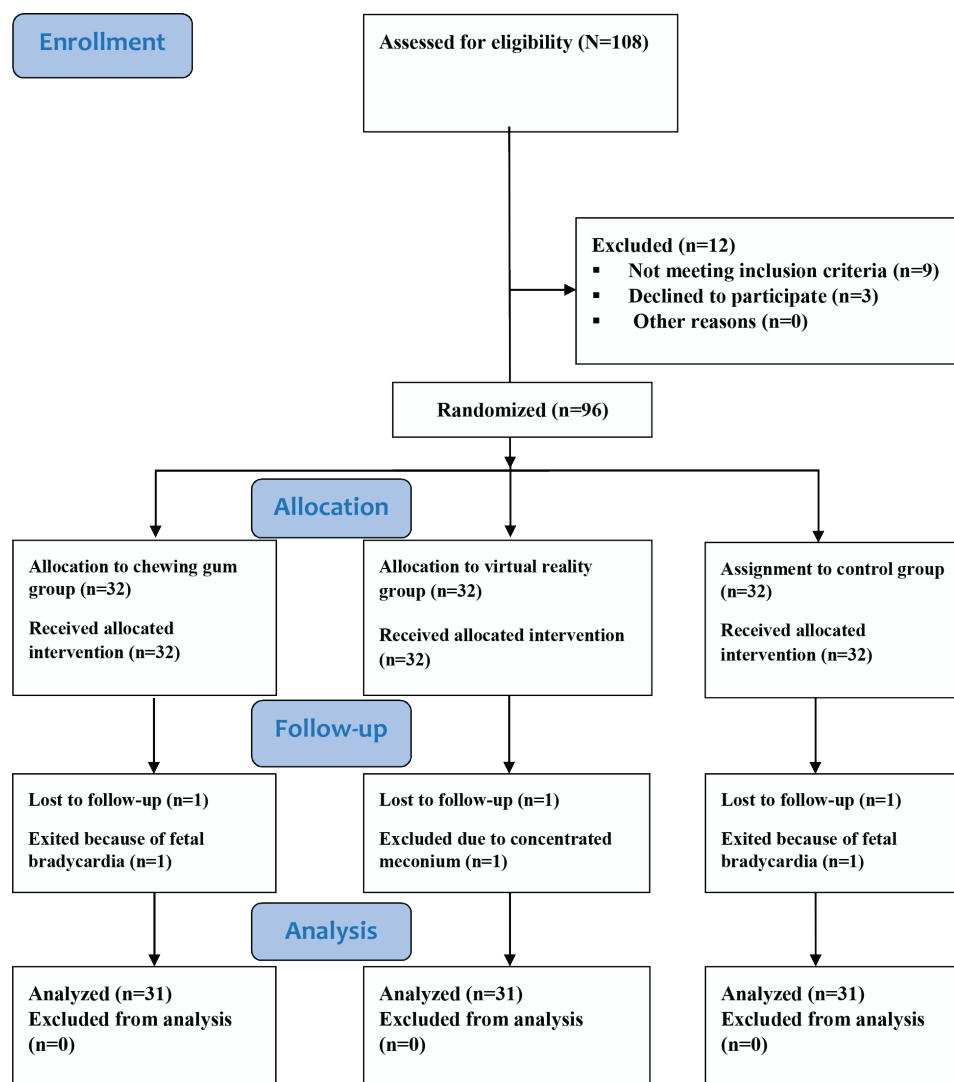 Enrollment
Assessed for eligibility (N=108)
Excluded (n=12)
▪ Not meeting inclusion criteria (n=9)
▪ Declined to participate (n=3)
▪ Other reasons (n=0)
Randomized (n=96)
Allocation
Allocation to chewing gum
group (n=32)
Received allocated
intervention (n=32)
Allocation to virtual reality
group (n=32)
Received allocated intervention
(n=32)
Assignment to control group
(n=32)
Received allocated
intervention (n=32)
Follow-up
Lost to follow-up (n=1)
Exited because of fetal
bradycardia (n=1)
Lost to follow-up (n=1)
Excluded due to concentrated
meconium (n=1)
Lost to follow-up (n=1)
Exited because of fetal
bradycardia (n=1)
Analysis
Analyzed (n=31)
Excluded from analysis
(n=0)
Analyzed (n=31)
Excluded from analysis
(n=0)
Analyzed (n=31)
Excluded from analysis
(n=0)